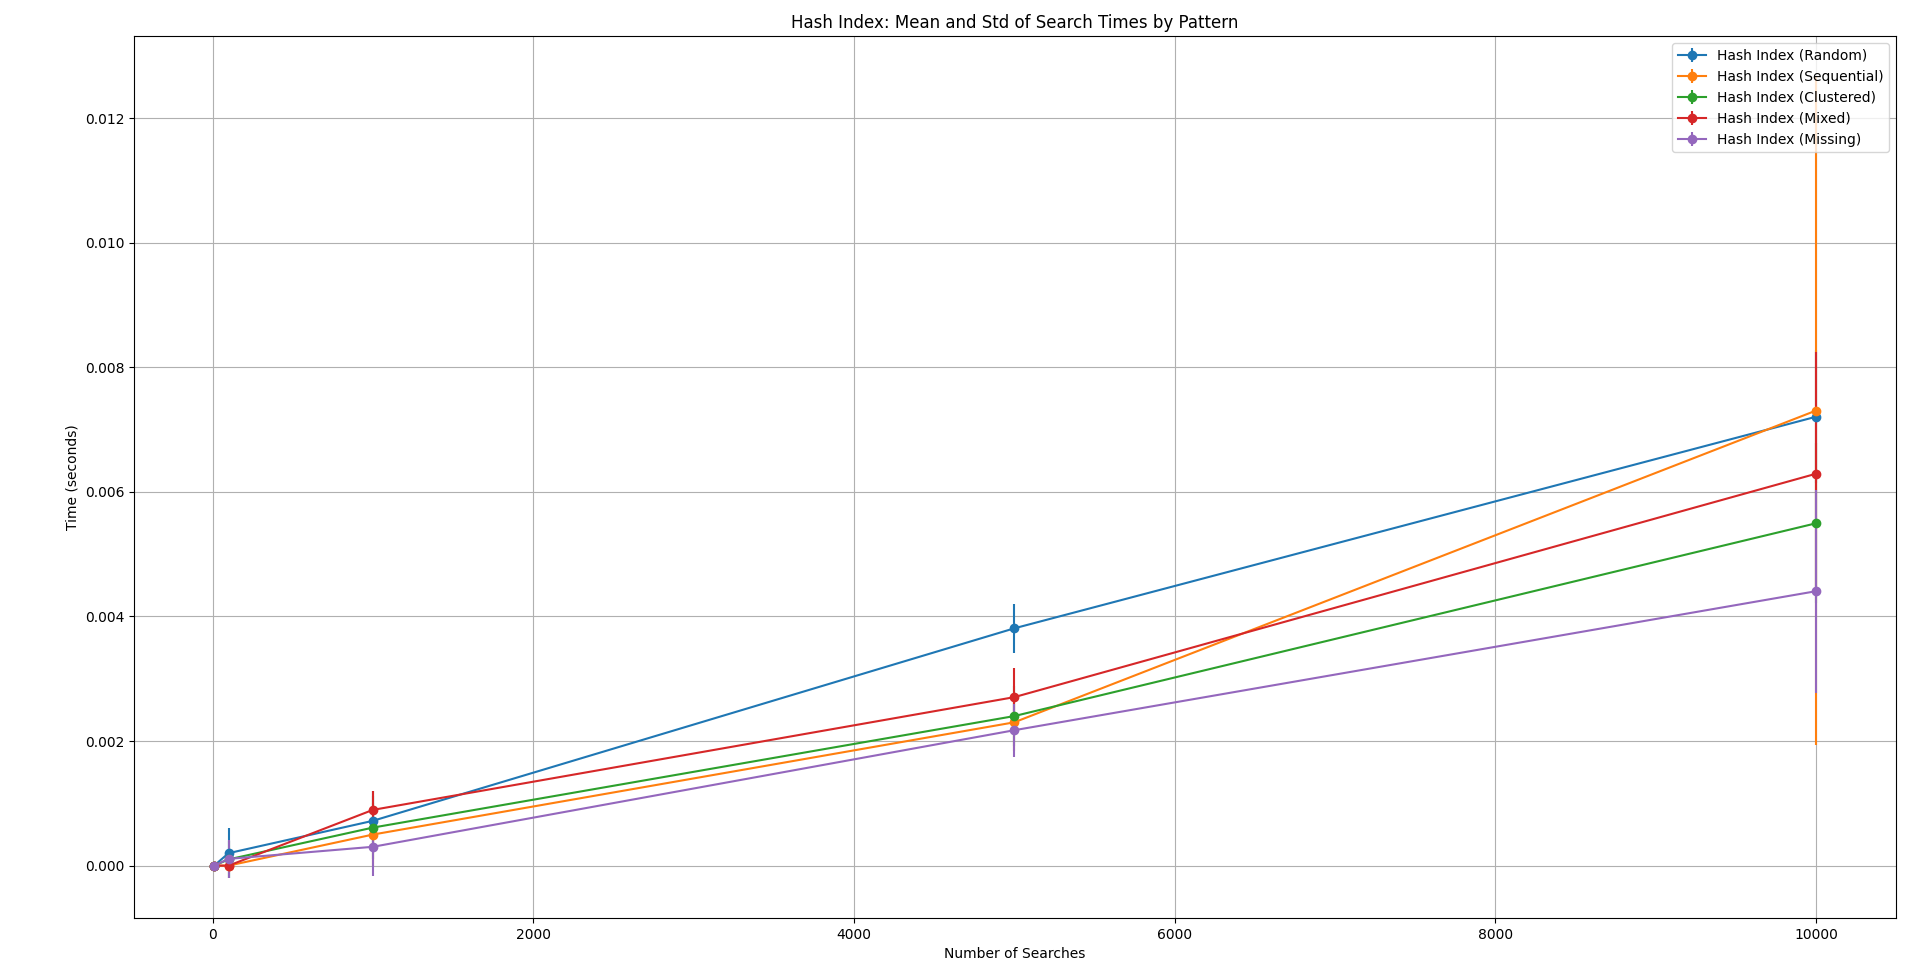 Hash Index: Mean and Std of Search Times by Pattern
Hash Index (Random)
Hash Index (Sequential)
Hash Index (Clustered)
Hash Index (Mixed)
Hash Index (Missing)
Time (seconds)
0.012
0.010
0.008
0.006
0.004
0.002
0.000
0 2000 4000 6000 8000 10000
Number of Searches